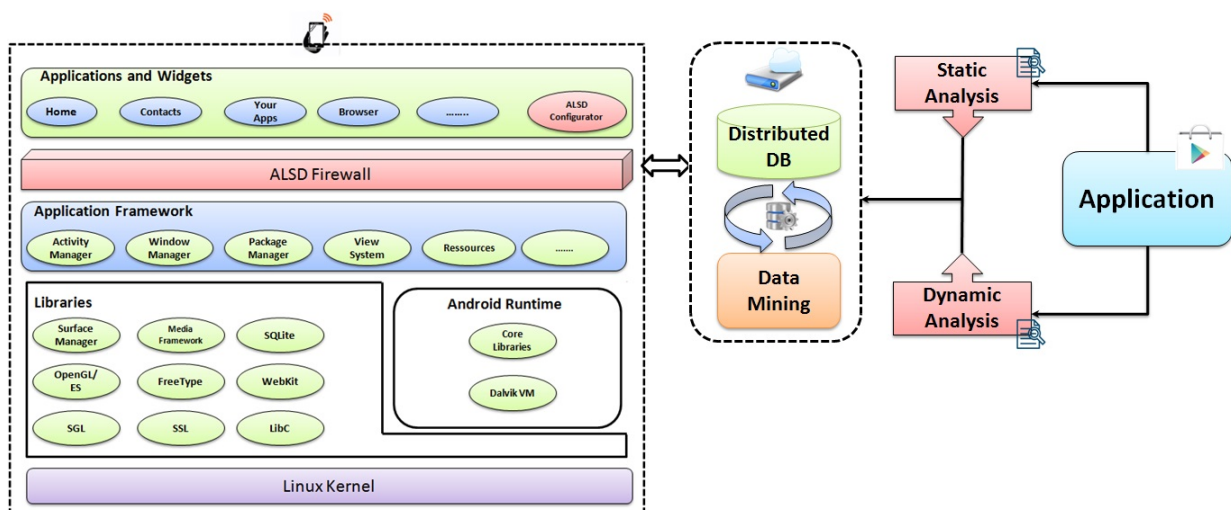 Applications and Widgets
Home
Contacts
Your
Apps
Browser
........
ALSD
Configurator
ALSD Firewall
Application Framework
Activity
Manager
Window
Manager
Package
Manager
View
System
Ressources
.......
Libraries
Surface
Manager
Media
Framework
SQLite
OpenGL/
ES
FreeType
WebKit
SGL
SSL
LibC
Android Runtime
Core
Libraries
Dalvik VM
Linux Kernel
Distributed
DB
Data
Mining
Static
Analysis
Dynamic
Analysis
Application